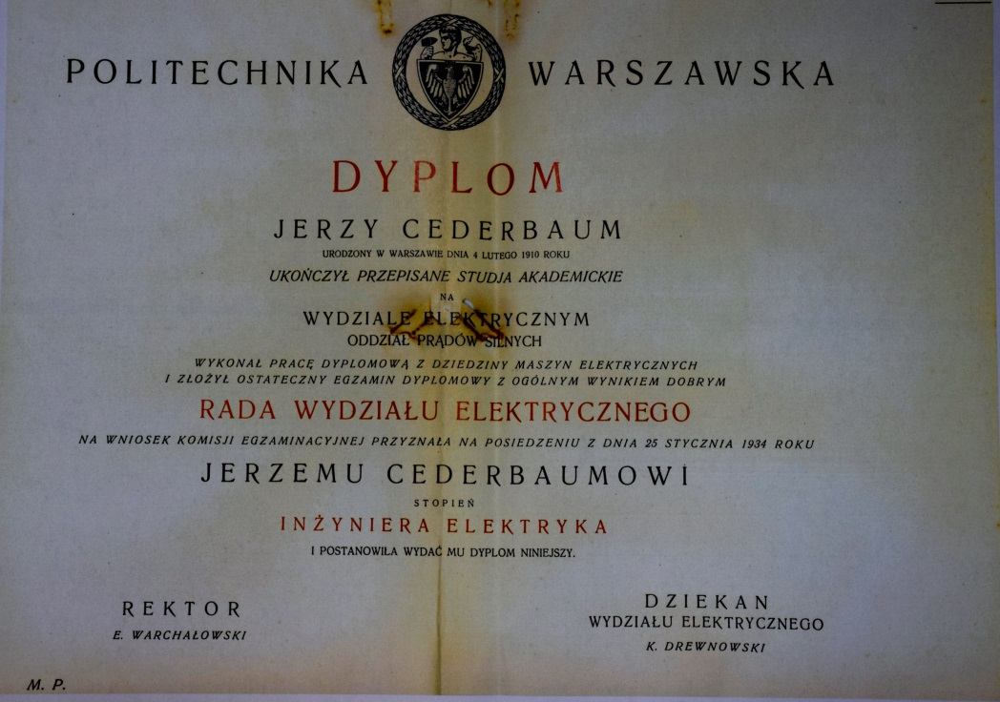 POLITECHNIKA WARSZAWSKA
DYPLOM
JERZY CEDERBAUM
URODZONY W WARSZAWIE DNIA 4 LUTEGO 1910 ROKU
UKOŃCZYŁ PRZEPISANE STUDJA AKADEMICKIE
NA
WYDZIALE ELEKTRYCZNYM
ODDZIAŁ PRĄDÓW SILNYCH
WYKONAŁ PRACĘ DYPLOMOWĄ Z DZIEDZINY MASZYN ELEKTRYCZNYCH
I ZŁOŻYŁ OSTATECZNY EGZAMIN DYPLOMOWY Z OGÓLNYM WYNIKIEM DOBRYM
RADA WYDZIAŁU ELEKTRYCZNEGO
NA WNIOSEK KOMISJI EGZAMINACYJNEJ PRZYZNAŁA NA POSIEDZENIU Z DNIA 25 STYCZNIA 1934 ROKU
JERZEMU CEDERBAUMOWI
STOPIEŃ
INŻYNIERA ELEKTRYKA
I POSTANOWIŁA WYDAĆ MU DYPLOM NINIEJSZY.
REKTOR
E. WARCHAŁOWSKI
DZIEKAN
WYDZIAŁU ELEKTRYCZNEGO
K. DREWNOWSKI
M. P.